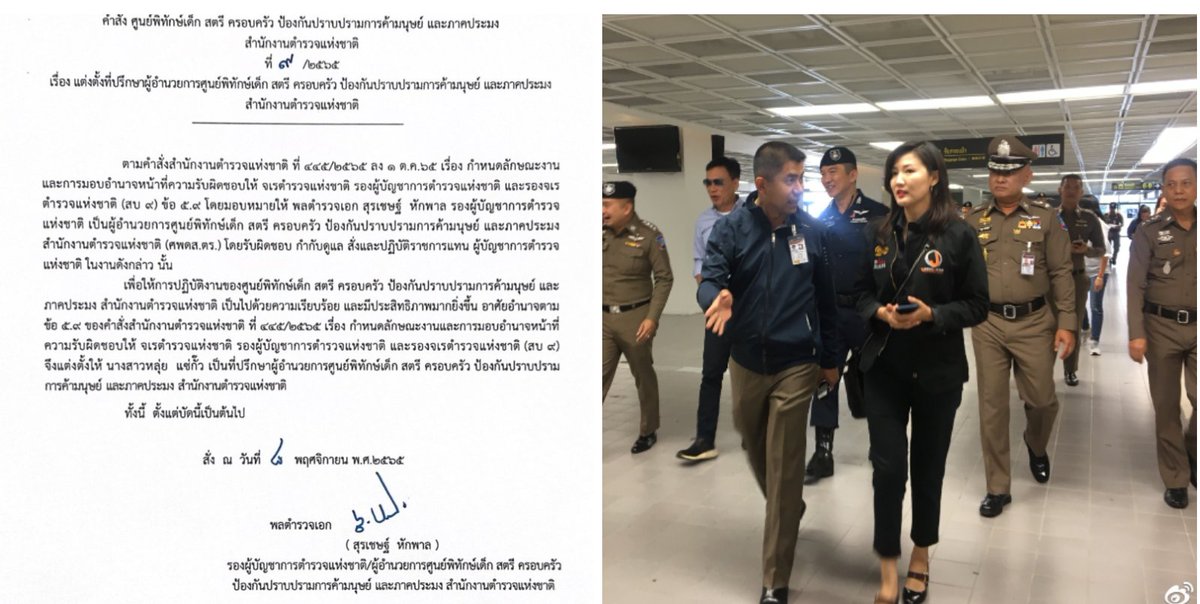 คำสั่ง ศูนย์พิทักษ์เด็ก สตรี ครอบครัว ป้องกันปราบปรามการค้ามนุษย์ และภาคประมง
สำนักงานตำรวจแห่งชาติ
ที่ ๙ /๒๕๖๕
เรื่อง แต่งตั้งที่ปรึกษาผู้อำนวยการศูนย์พิทักษ์เด็ก สตรี ครอบครัว ป้องกันปราบปรามการค้ามนุษย์ และภาคประมง
สำนักงานตำรวจแห่งชาติ
ตามคำสั่งสำนักงานตำรวจแห่งชาติ ที่ ๔๔๕/๒๕๖๕ ลง ๑ ต.ค.๖๕ เรื่อง กำหนดลักษณะงาน
และการมอบอำนาจหน้าที่ความรับผิดชอบให้ จเรตำรวจแห่งชาติ รองผู้บัญชาการตำรวจแห่งชาติ และรองจเร
ตำรวจแห่งชาติ (สบ ๙) ข้อ ๕.๙ โดยมอบหมายให้ พลตำรวจเอก สุรเชษฐ์ หักพาล รองผู้บัญชาการตำรวจ
แห่งชาติ เป็นผู้อำนวยการศูนย์พิทักษ์เด็ก สตรี ครอบครัว ป้องกันปราบปรามการค้ามนุษย์ และภาคประมง
สำนักงานตำรวจแห่งชาติ (ศพดส.ตร.) โดยรับผิดชอบ กำกับดูแล สั่งและปฏิบัติราชการแทน ผู้บัญชาการตำรวจ
แห่งชาติ ในงานดังกล่าว นั้น
เพื่อให้การปฏิบัติงานของศูนย์พิทักษ์เด็ก สตรี ครอบครัว ป้องกันปราบปรามการค้ามนุษย์ และ
ภาคประมง สำนักงานตำรวจแห่งชาติ เป็นไปด้วยความเรียบร้อย และมีประสิทธิภาพมากยิ่งขึ้น อาศัยอำนาจตาม
ข้อ ๕.๙ ของคำสั่งสำนักงานตำรวจแห่งชาติ ที่ ๔๔๕/๒๕๖๕ เรื่อง กำหนดลักษณะงานและการมอบอำนาจหน้าที่
ความรับผิดชอบให้ จเรตำรวจแห่งชาติ รองผู้บัญชาการตำรวจแห่งชาติ และรองจเรตำรวจแห่งชาติ (สบ ๙)
จึงแต่งตั้งให้ นางสาวหลุ่ย แซ่กั๊ว เป็นที่ปรึกษาผู้อำนวยการศูนย์พิทักษ์เด็ก สตรี ครอบครัว ป้องกันปราบปราม
การค้ามนุษย์ และภาคประมง สำนักงานตำรวจแห่งชาติ
ทั้งนี้ ตั้งแต่บัดนี้เป็นต้นไป
สั่ง ณ วันที่ ๘ พฤศจิกายน พ.ศ.๒๕๖๕
พลตำรวจเอก
( สุรเชษฐ์ หักพาล )
รองผู้บัญชาการตำรวจแห่งชาติ/ผู้อำนวยการศูนย์พิทักษ์เด็ก สตรี ครอบครัว
ป้องกันปราบปรามการค้ามนุษย์ และภาคประมง สำนักงานตำรวจแห่งชาติ